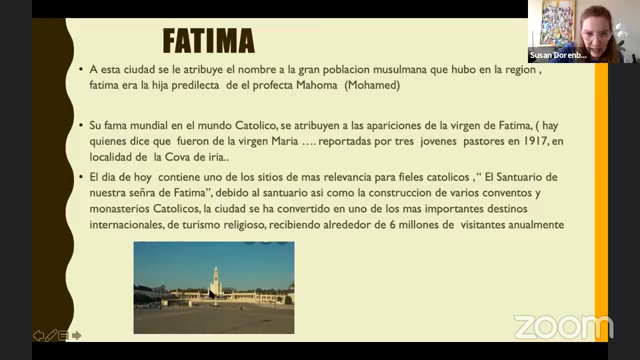 FATIMA
• A esta ciudad se le atribuye el nombre a la gran poblacion musulmana que hubo en la region ,
fatima era la hija predilecta de el profecta Mahoma (Mohamed)
• Su fama mundial en el mundo Catolico, se atribuyen a las apariciones de la virgen de Fatima, ( hay
quienes dice que fueron de la virgen Maria …. reportadas por tres jovenes pastores en 1917, en
localidad de la Cova de iria..
• El dia de hoy contiene uno de los sitios de mas relevancia para fieles catolicos ,“ El Santuario de
nuestra señra de Fatima”, debido al santuario asi como la construccion de varios conventos y
monasterios Catolicos, la ciudad se ha convertido en uno de los mas importantes destinos
internacionales, de turismo religioso, recibiendo alrededor de 6 millones de visitantes anualmente
Susan Dorenb...
zoom